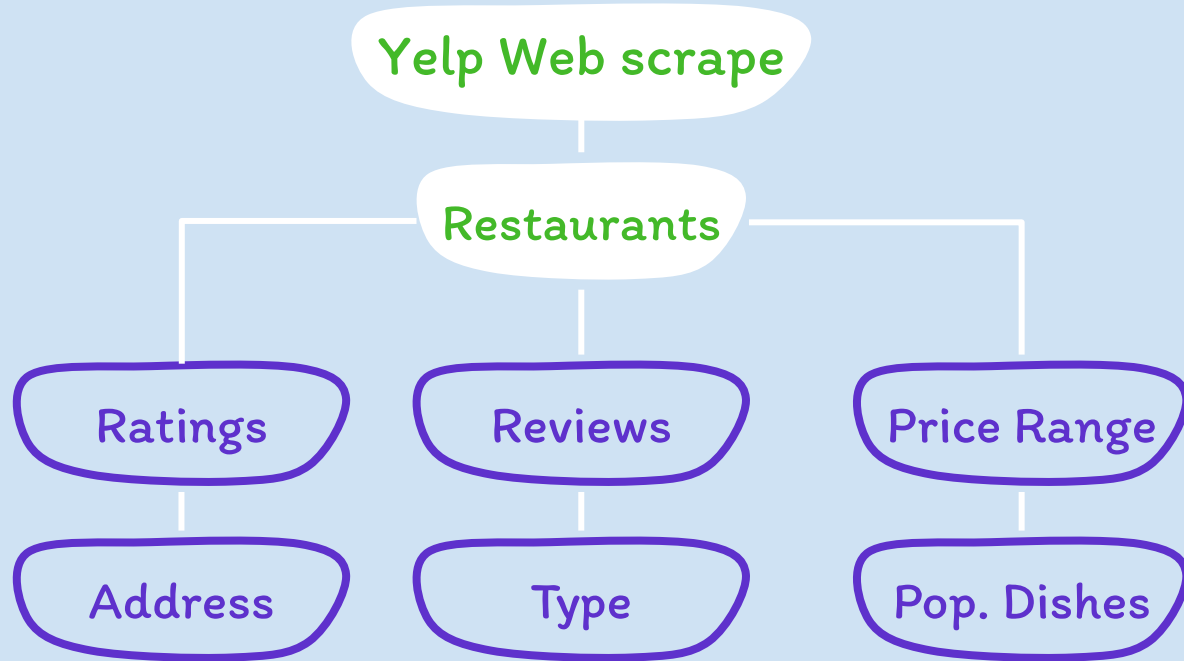 Yelp Web scrape
Restaurants
Ratings
Reviews
Price Range
Address
Type
Pop. Dishes